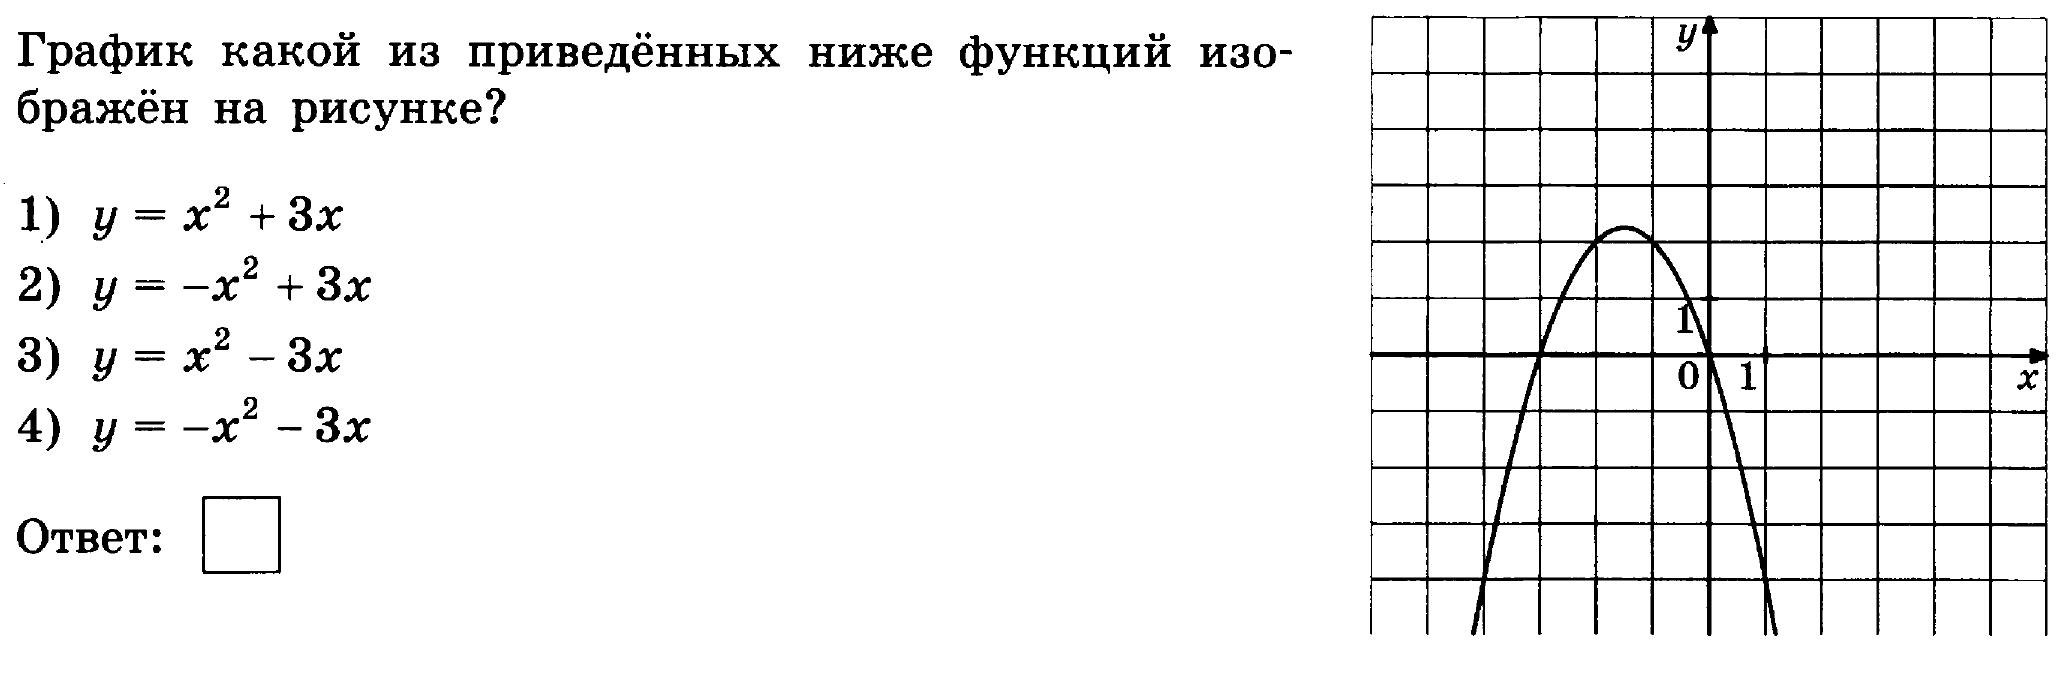 График какой из приведённых ниже функций изо-
бражён на рисунке?
1) y = x² + 3x
2) y = −x² + 3x
3) y = x² − 3x
4) y = −x² − 3x
Ответ:
y
1
0 1
x